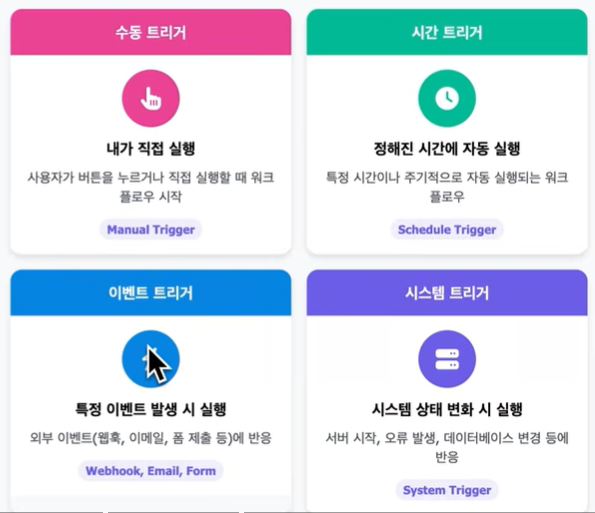 수동 트리거
내가 직접 실행
사용자가 버튼을 누르거나 직접 실행할 때 워크
플로우 시작
Manual Trigger
시간 트리거
정해진 시간에 자동 실행
특정 시간이나 주기적으로 자동 실행되는 워크
플로우
Schedule Trigger
이벤트 트리거
특정 이벤트 발생 시 실행
외부 이벤트(웹훅, 이메일, 폼 제출 등)에 반응
Webhook, Email, Form
시스템 트리거
시스템 상태 변화 시 실행
서버 시작, 오류 발생, 데이터베이스 변경 등에
반응
System Trigger